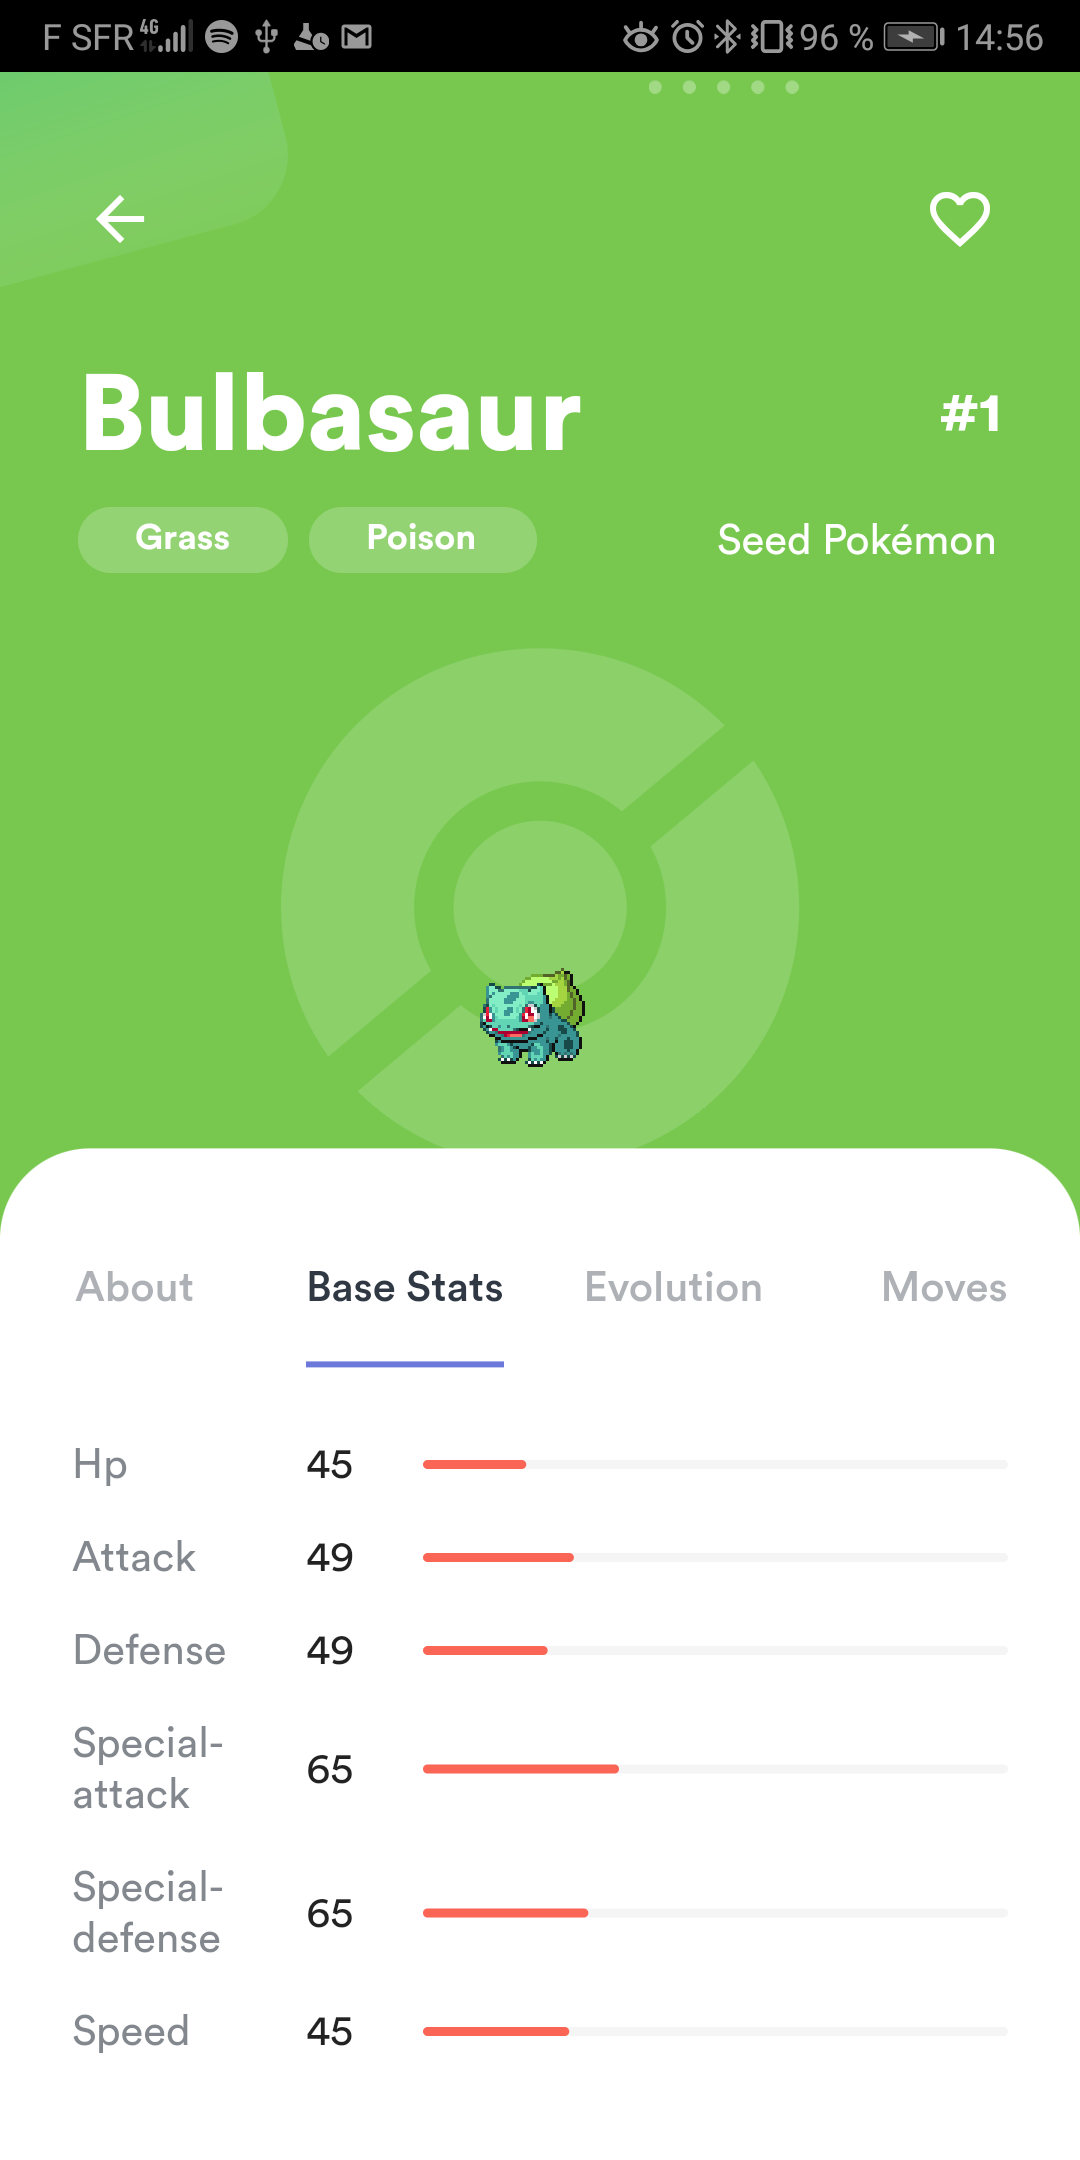 F SFR 4G 96 % 14:56
Bulbasaur #1
Grass Poison Seed Pokémon
About Base Stats Evolution Moves
Hp 45
Attack 49
Defense 49
Special-
attack 65
Special-
defense 65
Speed 45